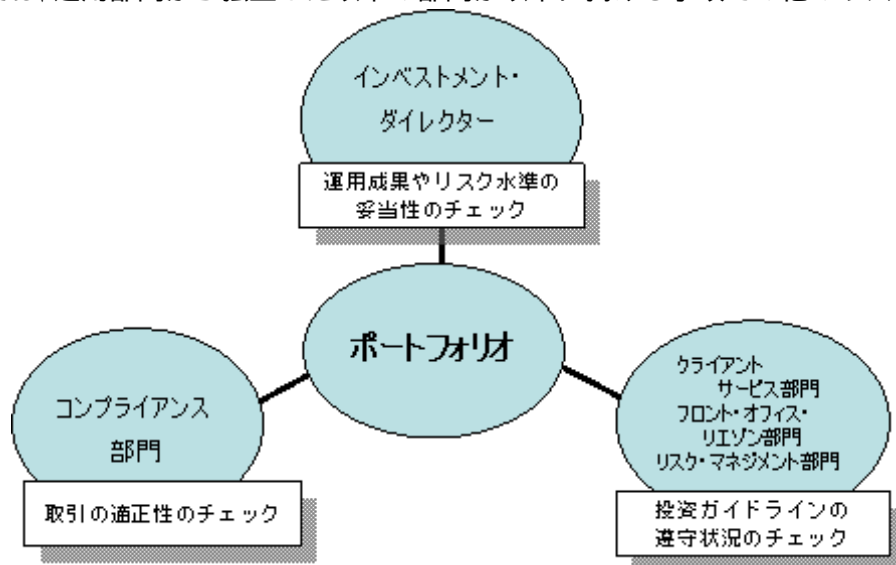 インベストメント・
ダイレクター
運用成果やリスク水準の
妥当性のチェック
ポートフォリオ
コンプライアンス
部門
取引の適正性のチェック
クライアント
サービス部門
フロント・オフィス・
リエゾン部門
リスク・マネジメント部門
投資ガイドラインの
遵守状況のチェック